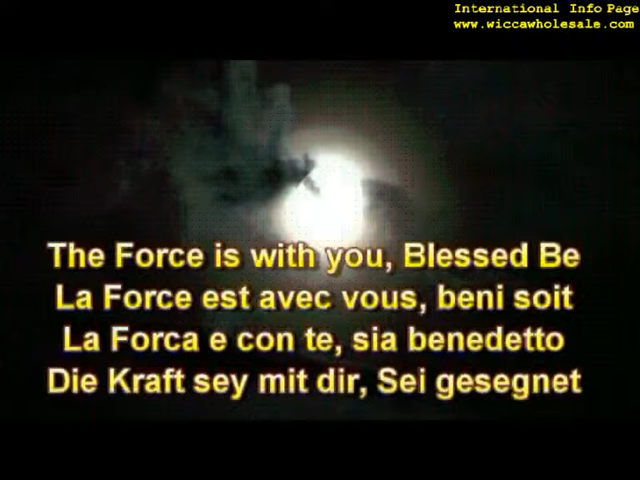 International Info Page
www.wiccawholesale.com
The Force is with you, Blessed Be
La Force est avec vous, beni soit
La Forca e con te, sia benedetto
Die Kraft sey mit dir, Sei gesegnet